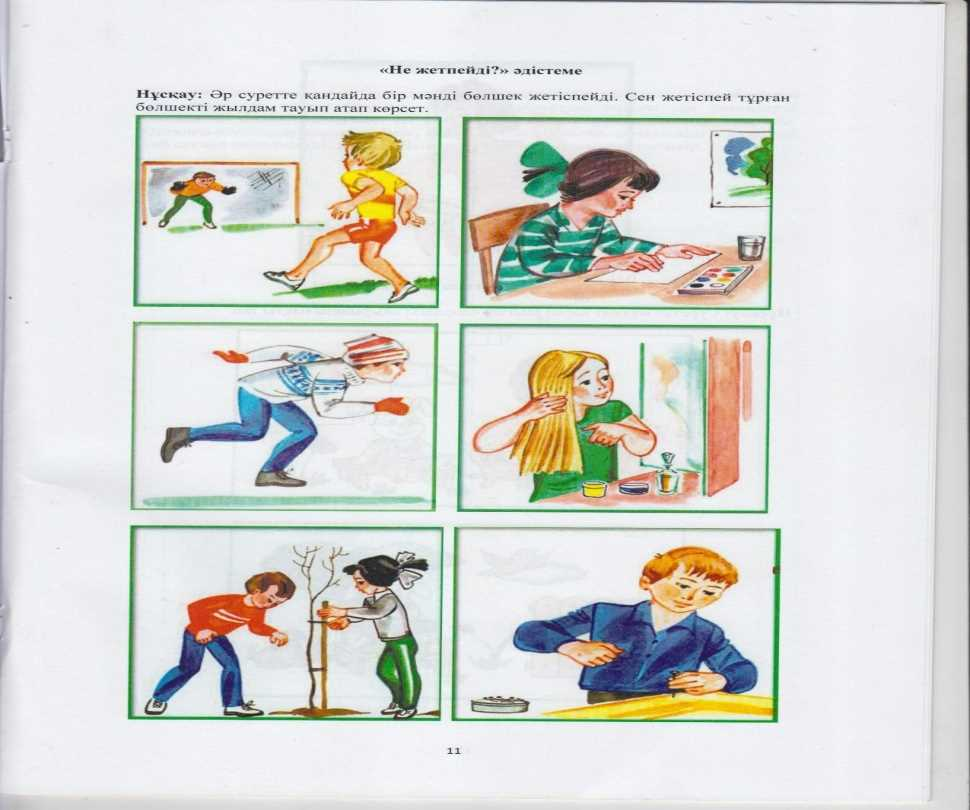 «Не жетпейді?» әдістеме
Нұсқау: Әр суретте қандайда бір мәнді бөлшек жетіспейді. Сен жетіспей тұрған
бөлшекті жылдам тауып атап көрсет.
11